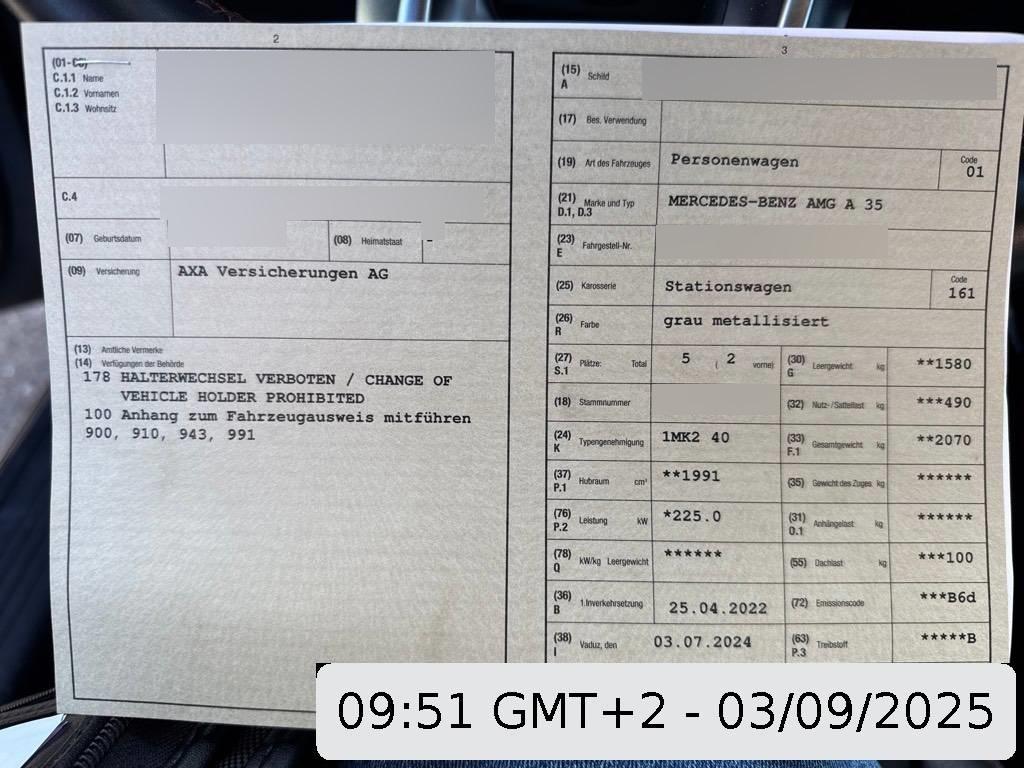 2
(01-06)
C.1.1 Name
C.1.2 Vornamen
C.1.3 Wohnsitz
C.4
(07) Geburtsdatum
(08) Heimatstaat -
(09) Versicherung AXA Versicherungen AG
(13) Amtliche Vermerke
(14) Verfügungen der Behörde
178 HALTERWECHSEL VERBOTEN / CHANGE OF
VEHICLE HOLDER PROHIBITED
100 Anhang zum Fahrzeugausweis mitführen
900, 910, 943, 991
3
(15) A Schild
(17) Bes. Verwendung
(19) Art des Fahrzeuges Personenwagen Code 01
(21) D.1, D.3 Marke und Typ MERCEDES-BENZ AMG A 35
(23) E Fahrgestell-Nr.
(25) Karosserie Stationswagen Code 161
(26) R Farbe grau metallisiert
(27) S.1 Plätze: Total 5 ( 2 vorne)
(30) G Leergewicht kg **1580
(18) Stammnummer
(32) Nutz-/Sattellast kg ***490
(24) K Typengenehmigung 1MK2 40
(33) F.1 Gesamtgewicht kg **2070
(37) P.1 Hubraum cm³ **1991
(35) Gewicht des Zuges kg ******
(76) P.2 Leistung kW *225.0
(31) O.1 Anhängelast kg ******
(78) Q kW/kg Leergewicht ******
(55) Dachlast kg ***100
(36) B 1.Inverkehrsetzung 25.04.2022
(72) Emissionscode ***B6d
(38) I Vaduz, den 03.07.2024
(63) P.3 Treibstoff *****B
09:51 GMT+2 - 03/09/2025